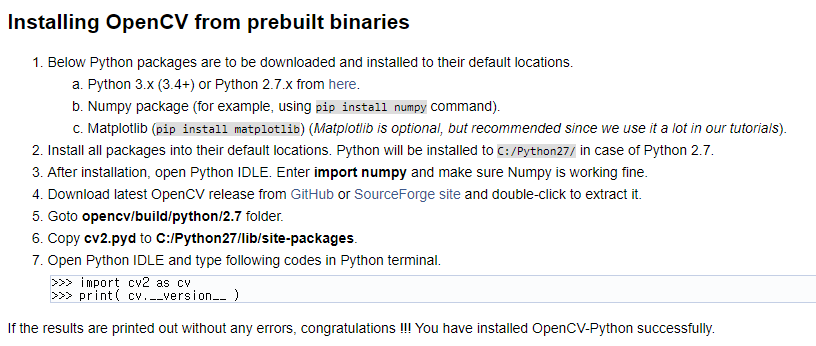 Installing OpenCV from prebuilt binaries
1. Below Python packages are to be downloaded and installed to their default locations.
a. Python 3.x (3.4+) or Python 2.7.x from here.
b. Numpy package (for example, using pip install numpy command).
c. Matplotlib (pip install matplotlib) (Matplotlib is optional, but recommended since we use it a lot in our tutorials).
2. Install all packages into their default locations. Python will be installed to C:/Python27/ in case of Python 2.7.
3. After installation, open Python IDLE. Enter import numpy and make sure Numpy is working fine.
4. Download latest OpenCV release from GitHub or SourceForge site and double-click to extract it.
5. Goto opencv/build/python/2.7 folder.
6. Copy cv2.pyd to C:/Python27/lib/site-packages.
7. Open Python IDLE and type following codes in Python terminal.
>>> import cv2 as cv
>>> print( cv.__version__ )
If the results are printed out without any errors, congratulations !!! You have installed OpenCV-Python successfully.